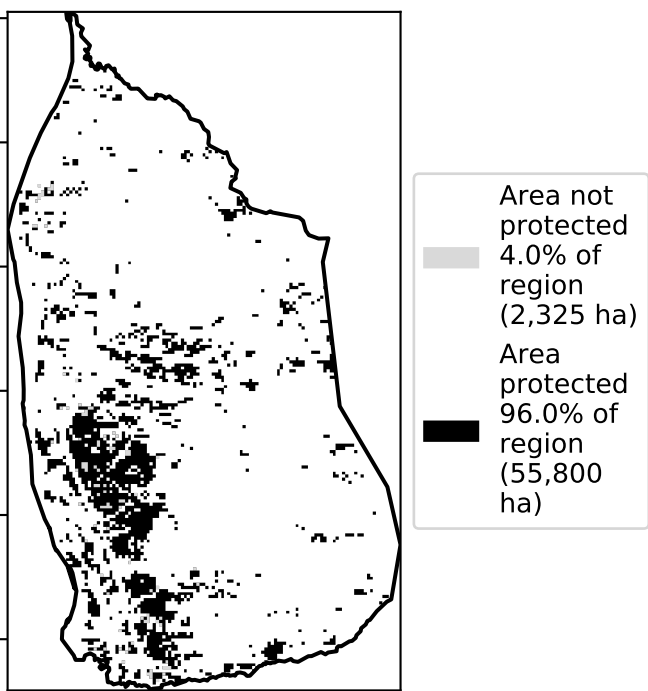 Area not
protected
4.0% of
region
(2,325 ha)
Area
protected
96.0% of
region
(55,800
ha)